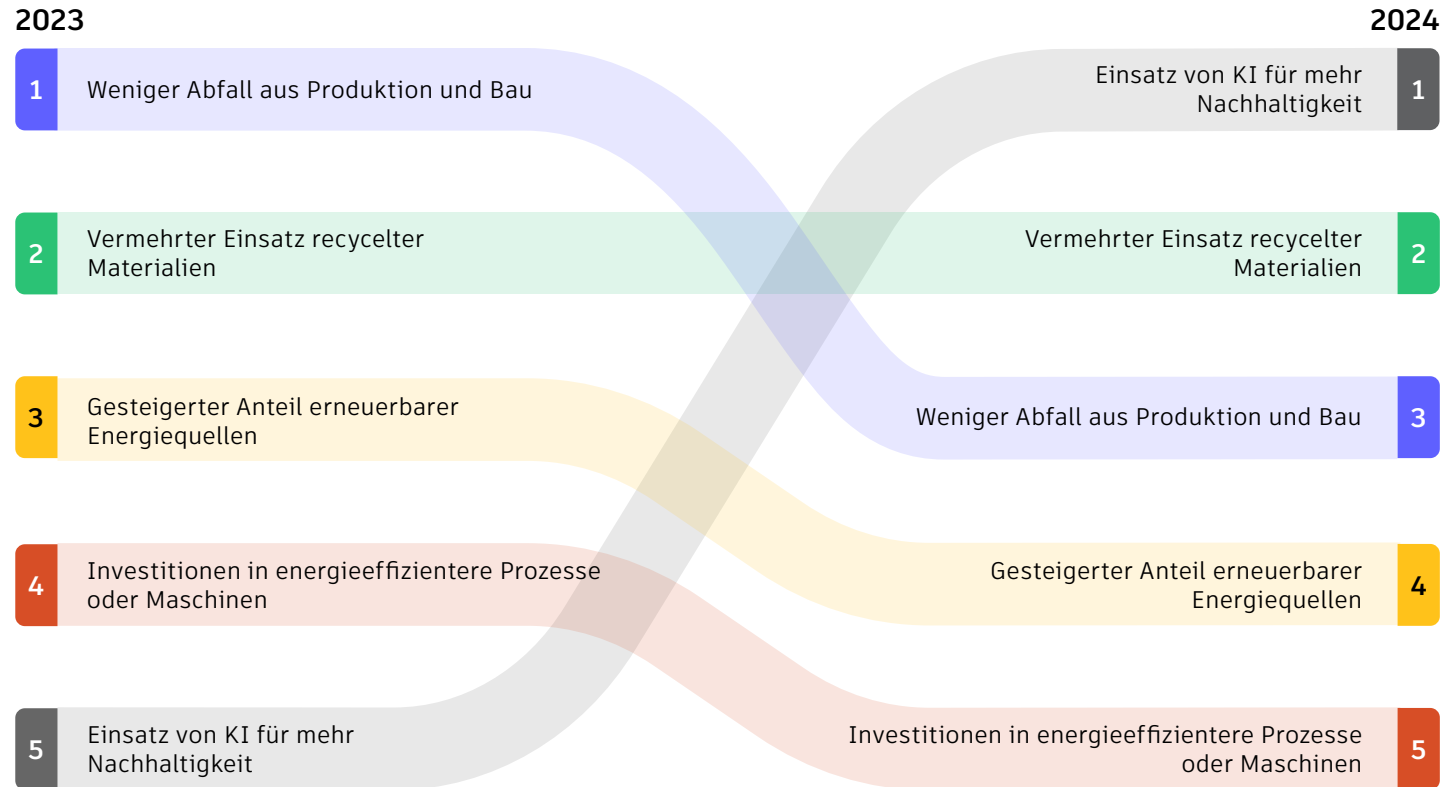 2023
2024
1
Weniger Abfall aus Produktion und Bau
Einsatz von KI für mehr
Nachhaltigkeit
1
2
Vermehrter Einsatz recycelter
Materialien
Vermehrter Einsatz recycelter
Materialien
2
3
Gesteigerter Anteil erneuerbarer
Energiequellen
Weniger Abfall aus Produktion und Bau
3
4
Investitionen in energieeffizientere Prozesse
oder Maschinen
Gesteigerter Anteil erneuerbarer
Energiequellen
4
5
Einsatz von KI für mehr
Nachhaltigkeit
Investitionen in energieeffizientere Prozesse
oder Maschinen
5